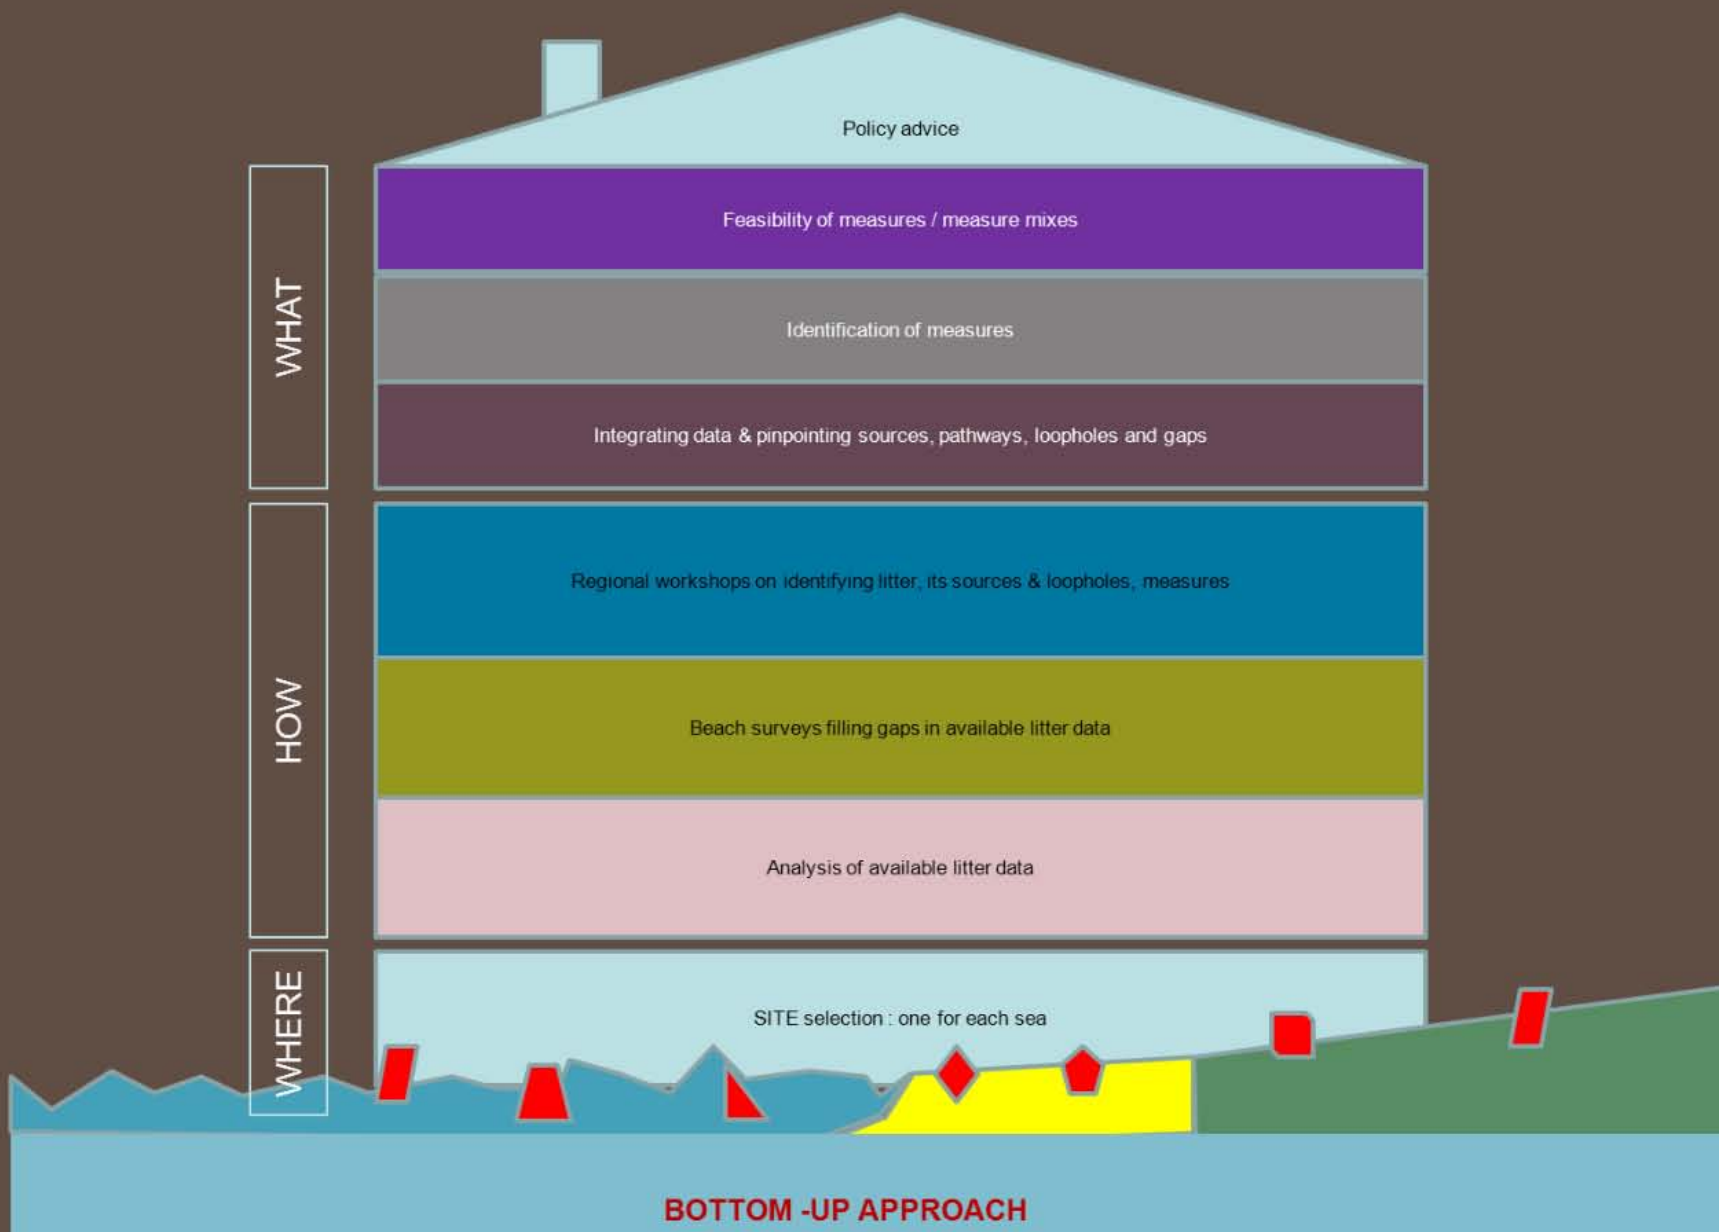 Policy advice
WHAT
Feasibility of measures / measure mixes
Identification of measures
Integrating data & pinpointing sources, pathways, loopholes and gaps
HOW
Regional workshops on identifying litter, its sources & loopholes, measures
Beach surveys filling gaps in available litter data
Analysis of available litter data
WHERE
SITE selection : one for each sea
BOTTOM -UP APPROACH